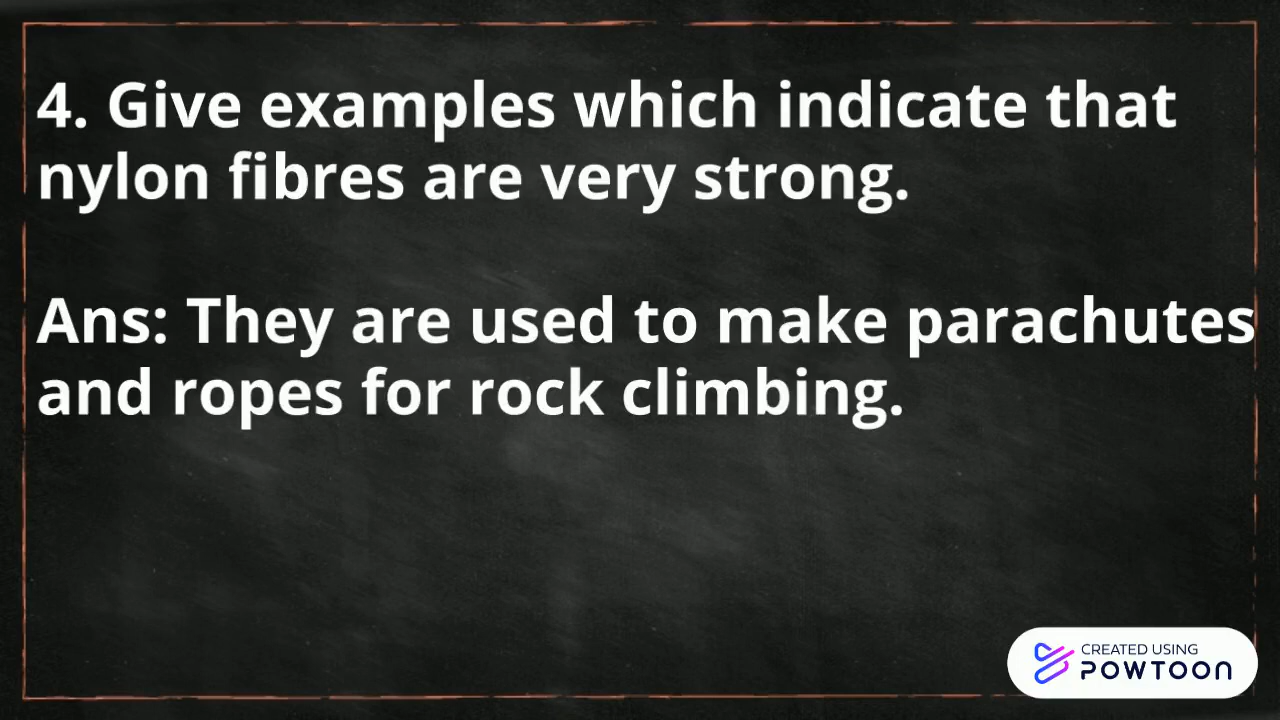 4. Give examples which indicate that
nylon fibres are very strong.
Ans: They are used to make parachutes
and ropes for rock climbing.
CREATED USING
POWTOON